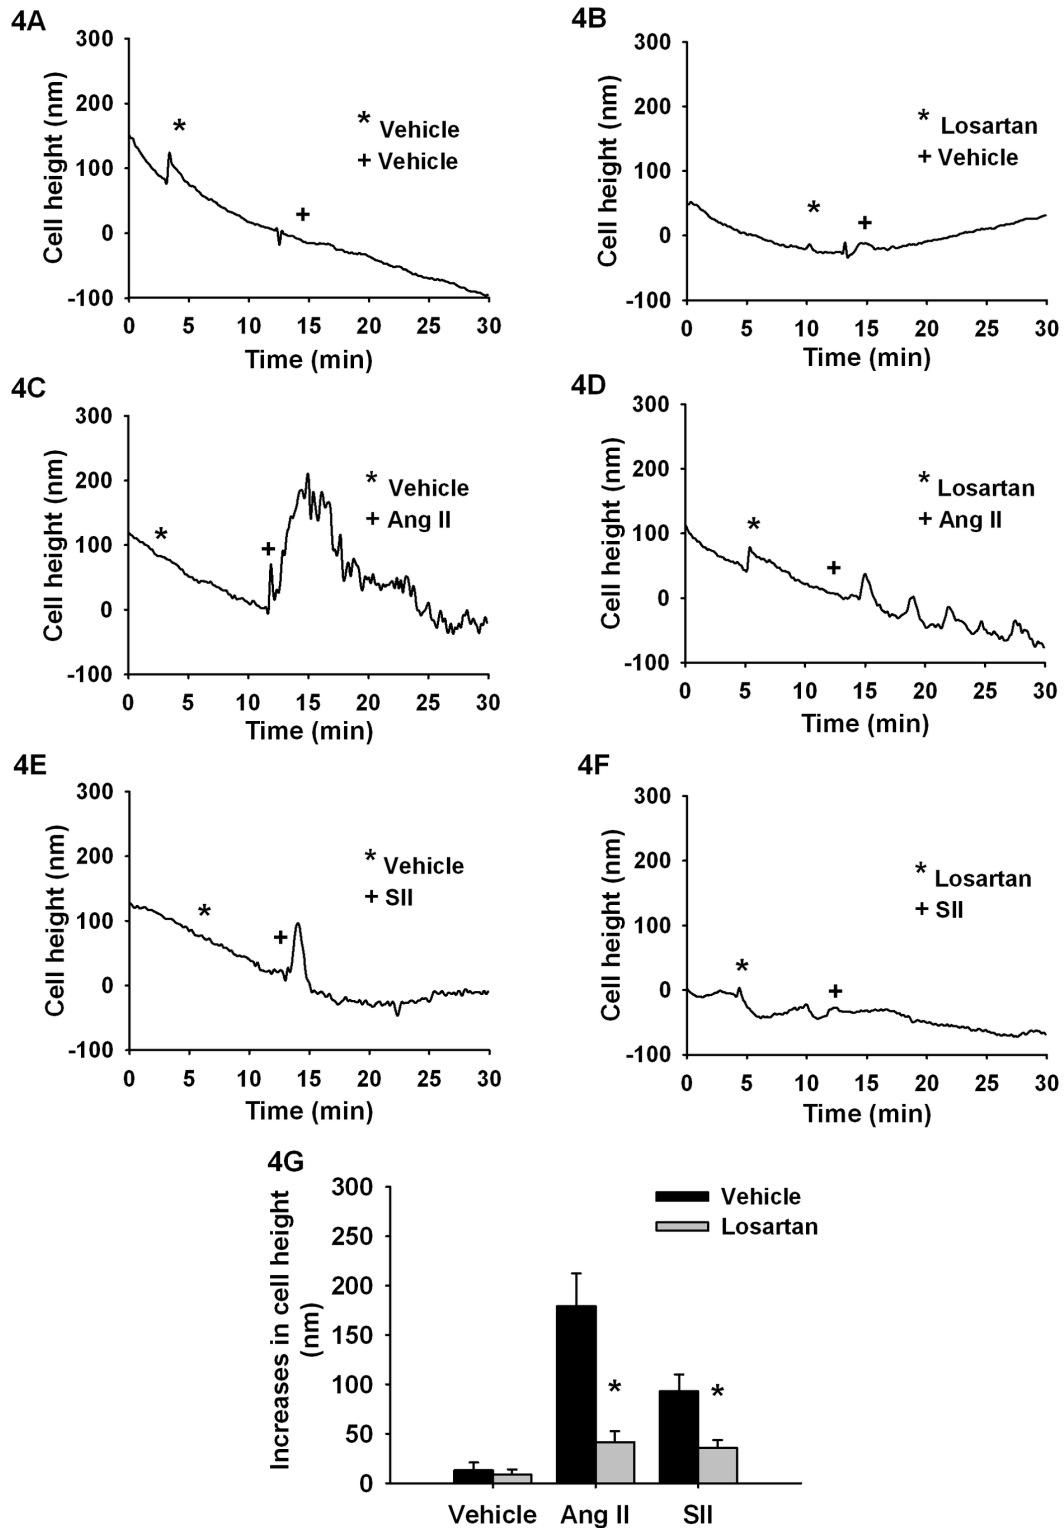 4A
300
200
100
0
-100
Cell height (nm)
*
+
* Vehicle
+ Vehicle
0 5 10 15 20 25 30
Time (min)
4B
300
200
100
0
-100
Cell height (nm)
*
+
* Losartan
+ Vehicle
0 5 10 15 20 25 30
Time (min)
4C
300
200
100
0
-100
Cell height (nm)
*
+
* Vehicle
+ Ang II
0 5 10 15 20 25 30
Time (min)
4D
300
200
100
0
-100
Cell height (nm)
*
+
* Losartan
+ Ang II
0 5 10 15 20 25 30
Time (min)
4E
300
200
100
0
-100
Cell height (nm)
*
+
* Vehicle
+ SII
0 5 10 15 20 25 30
Time (min)
4F
300
200
100
0
-100
Cell height (nm)
*
+
* Losartan
+ SII
0 5 10 15 20 25 30
Time (min)
4G
300
250
200
150
100
50
0
Increases in cell height
(nm)
Vehicle
Losartan
*
*
Vehicle Ang II SII